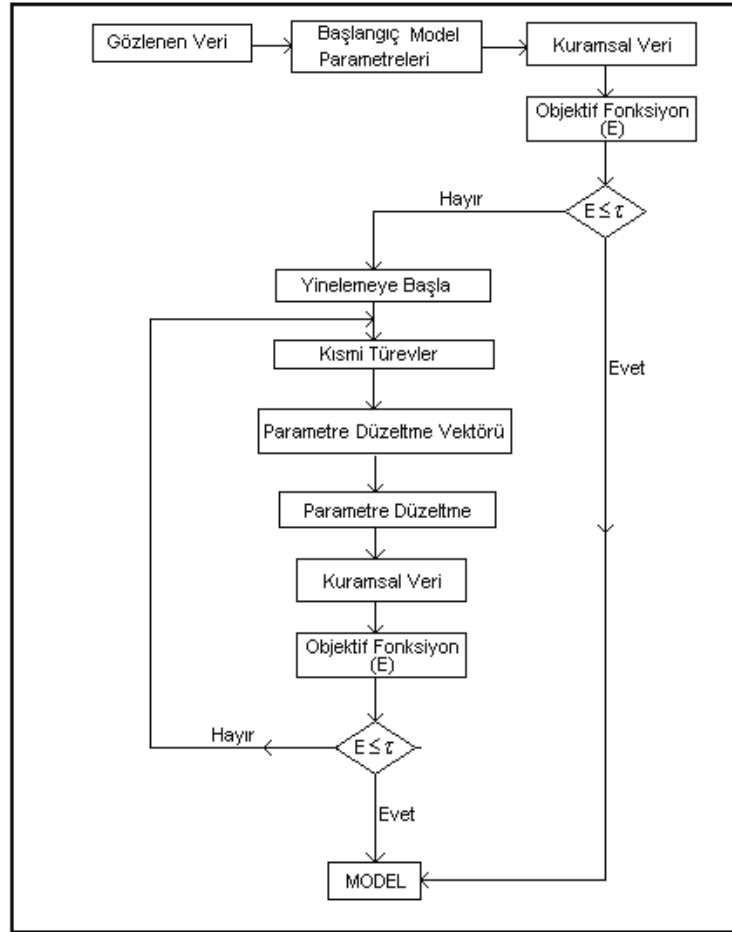 Gözlenen Veri
Başlangıç Model
Parametreleri
Kuramsal Veri
Objektif Fonksiyon
(E)
E ≤ τ
Hayır
Evet
Yinelemeye Başla
Kısmi Türevler
Parametre Düzeltme Vektörü
Parametre Düzeltme
Kuramsal Veri
Objektif Fonksiyon
(E)
E ≤ τ
Hayır
Evet
MODEL